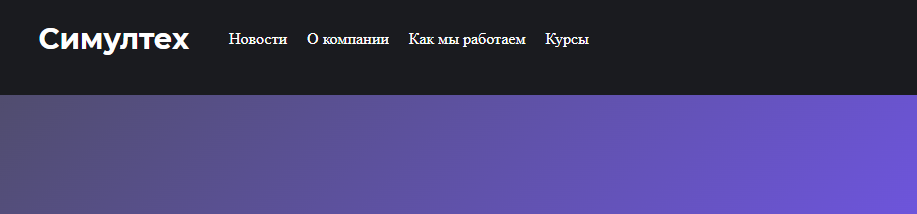 Симултех Новости О компании Как мы работаем Курсы